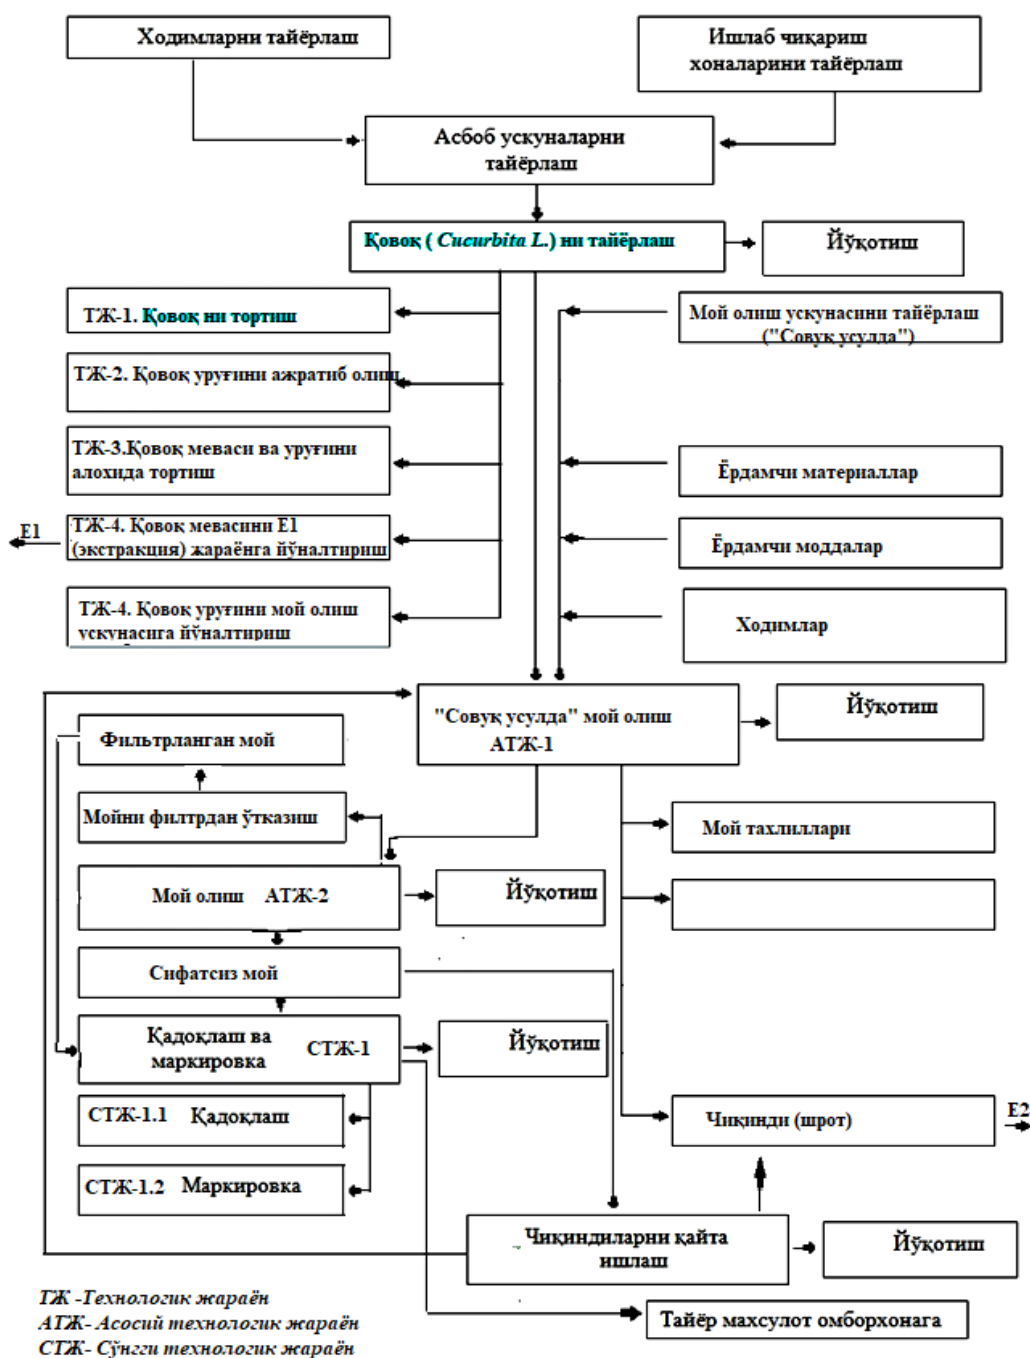 Ходимларни тайёрлаш
Ишлаб чиқариш
хоналарини тайёрлаш
Асбоб ускуналарни
тайёрлаш
Қовоқ ( Cucurbita L.) ни тайёрлаш
Йўқотиш
ТЖ-1. Қовоқ ни тортиш
Мой олиш ускунасини тайёрлаш
("Совуқ усулда")
ТЖ-2. Қовоқ уруғини ажратиб олиш
ТЖ-3.Қовоқ меваси ва уруғини
алохида тортиш
Ёрдамчи материаллар
E1
ТЖ-4. Қовоқ мевасини E1
(экстракция) жараёнга йўналтириш
Ёрдамчи моддалар
ТЖ-4. Қовоқ уруғини мой олиш
ускунасига йўналтириш
Ходимлар
"Совуқ усулда" мой олиш
АТЖ-1
Йўқотиш
Фильтрланган мой
Мойни филтрдан ўтказиш
Мой тахлиллари
Мой олиш АТЖ-2
Йўқотиш
Сифатсиз мой
Қадоқлаш ва
маркировка СТЖ-1
Йўқотиш
СТЖ-1.1 Қадоқлаш
Чиқинди (шрот)
E2
СТЖ-1.2 Маркировка
Чиқиндиларни қайта
ишлаш
Йўқотиш
Тайёр махсулот омборхонага
ТЖ -Технологик жараён
АТЖ- Асосий технологик жараён
СТЖ- Сўнгги технологик жараён